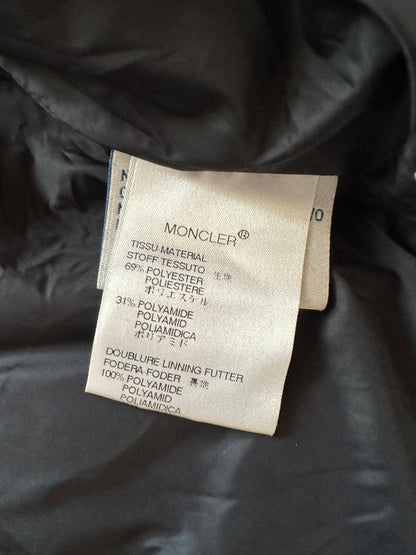 MONCLER®
TISSU MATERIAL
STOFF TESSUTO 生地
69% POLYESTER
POLIESTERE
ポリエステル
31% POLYAMIDE
POLYAMID
POLIAMIDICA
ポリアミド
DOUBLURE LINNING FUTTER
FODERA FODER 裏地
100% POLYAMIDE
POLYAMID
POLIAMIDICA